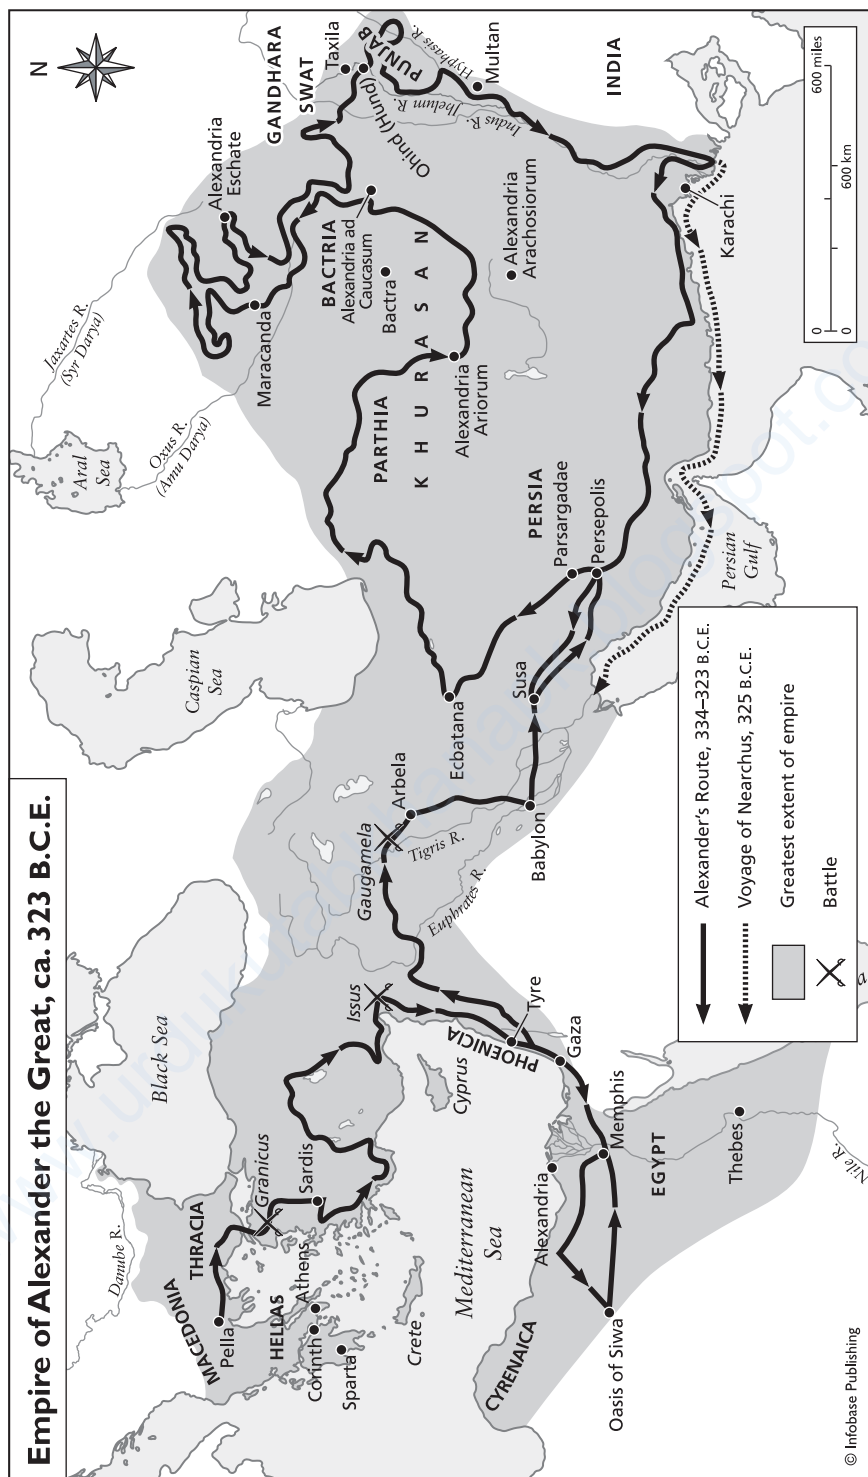 Empire of Alexander the Great, ca. 323 B.C.E.
N
MACEDONIA
Pella
THRACIA
HELLAS
Corinth
Athens
Sparta
Crete
Danube R.
Black Sea
Granicus
Sardis
Mediterranean
Sea
Cyprus
Issus
PHOENICIA
Tyre
Gaza
CYRENAICA
Oasis of Siwa
Alexandria
Memphis
EGYPT
Thebes
Nile R.
Gaugamela
Arbela
Tigris R.
Euphrates R.
Babylon
Susa
Ecbatana
Caspian
Sea
PERSIA
Parsargadae
Persepolis
Persian
Gulf
Aral
Sea
Jaxartes R.
(Syr Darya)
Oxus R.
(Amu Darya)
PARTHIA
KHURASAN
Alexandria
Ariorum
Maracanda
Alexandria
Eschate
BACTRIA
Alexandria ad
Caucasum
Bactra
Alexandria
Arachosiorum
GANDHARA
SWAT
Taxila
Ohind (Hund)
PUNJAB
Hyphasis R.
Jhelum R.
Indus R.
Multan
INDIA
Karachi
0
600 miles
0
600 km
Alexander's Route, 334–323 B.C.E.
Voyage of Nearchus, 325 B.C.E.
Greatest extent of empire
Battle
© Infobase Publishing